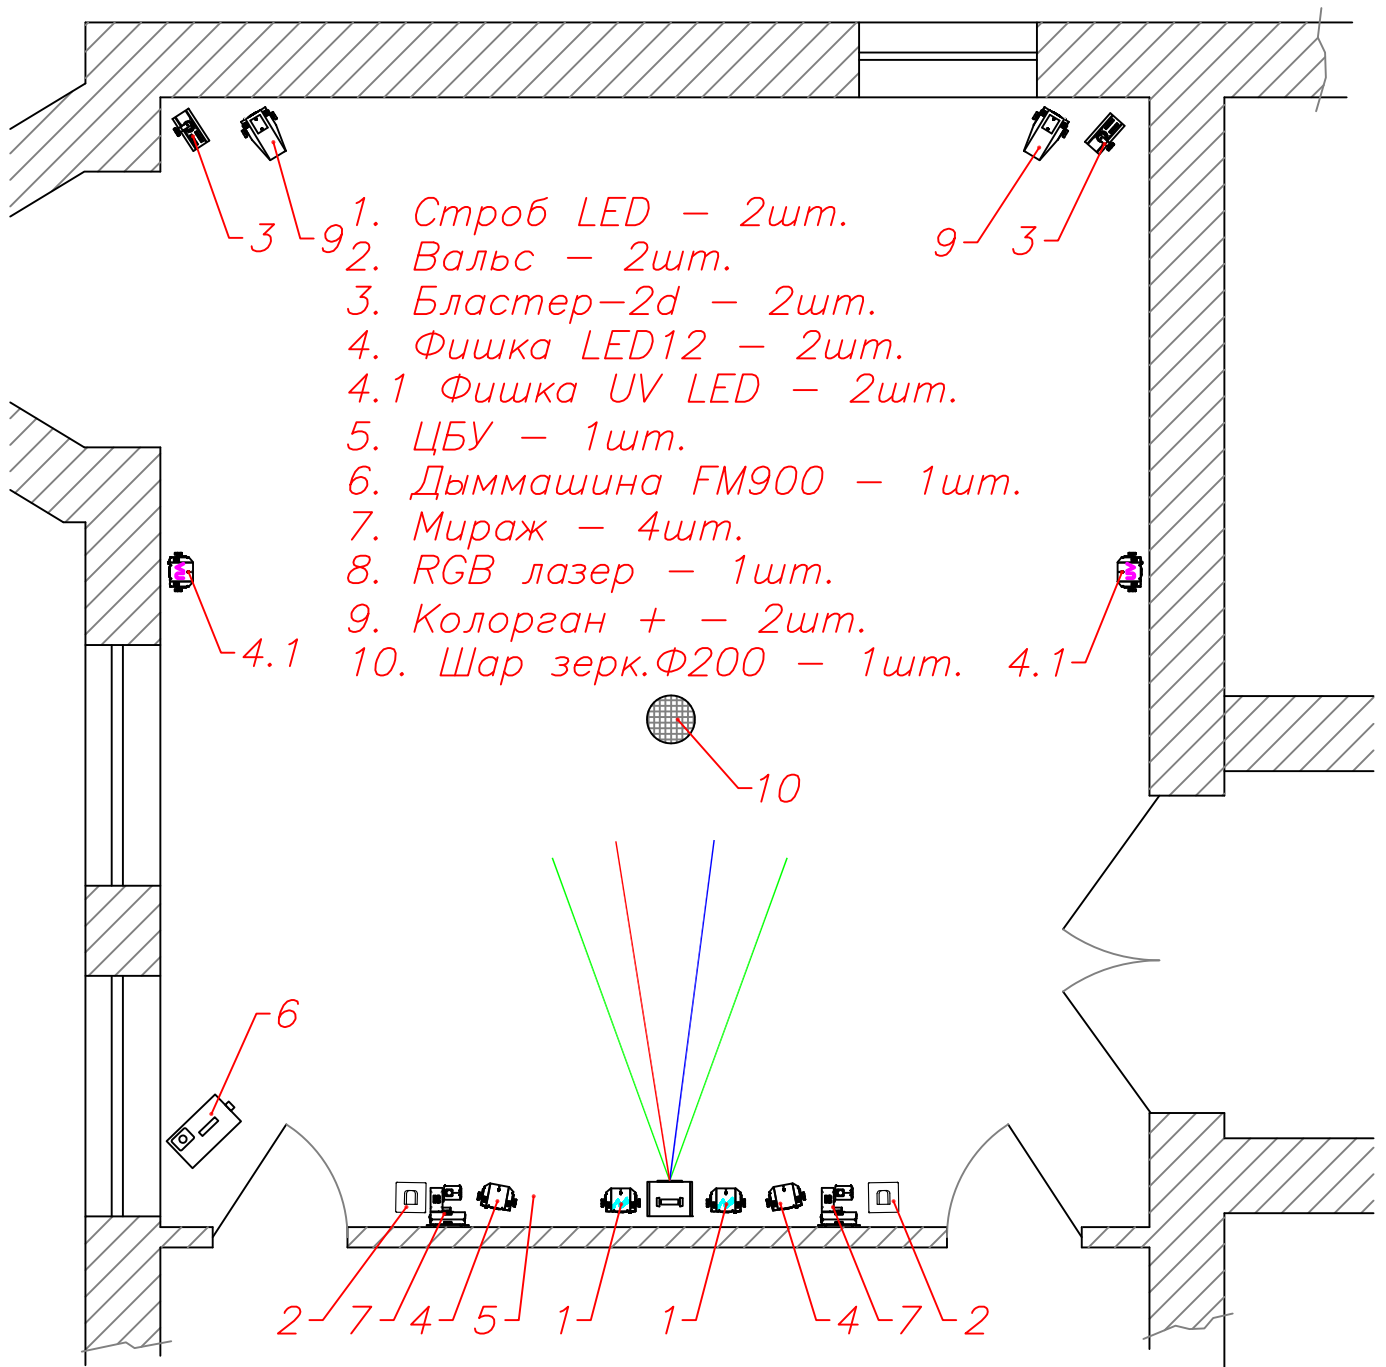 3
9
1. Строб LED – 2шт.
2. Вальс – 2шт.
3. Бластер–2d – 2шт.
4. Фишка LED12 – 2шт.
4.1 Фишка UV LED – 2шт.
5. ЦБУ – 1шт.
6. Дыммашина FM900 – 1шт.
7. Мираж – 4шт.
8. RGB лазер – 1шт.
9. Колорган + – 2шт.
10. Шар зерк.Ф200 – 1шт.
9
3
4.1
4.1
10
6
2
7
4
5
1
1
4
7
2